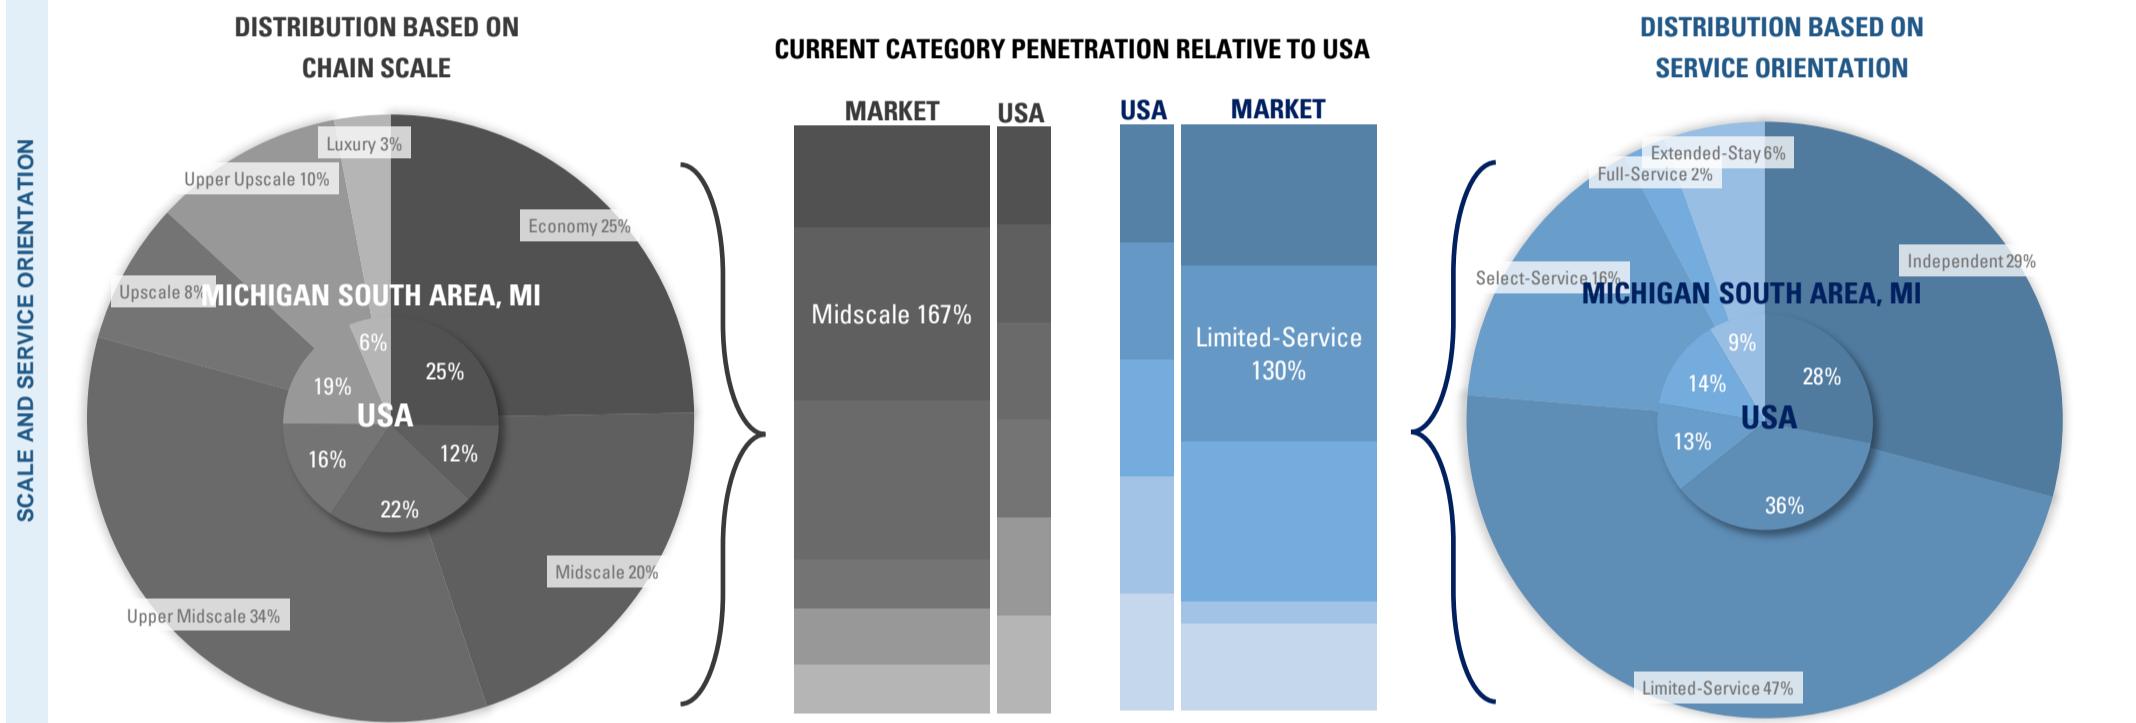 SCALE AND SERVICE ORIENTATION
DISTRIBUTION BASED ON
CHAIN SCALE
Luxury 3%
Upper Upscale 10%
Economy 25%
Upscale 8%
MICHIGAN SOUTH AREA, MI
6%
25%
19%
USA
12%
16%
22%
Midscale 20%
Upper Midscale 34%
CURRENT CATEGORY PENETRATION RELATIVE TO USA
MARKET
USA
USA
MARKET
Midscale 167%
Limited-Service
130%
DISTRIBUTION BASED ON
SERVICE ORIENTATION
Extended-Stay 6%
Full-Service 2%
Independent 29%
Select-Service 16%
MICHIGAN SOUTH AREA, MI
9%
28%
14%
USA
13%
36%
Limited-Service 47%